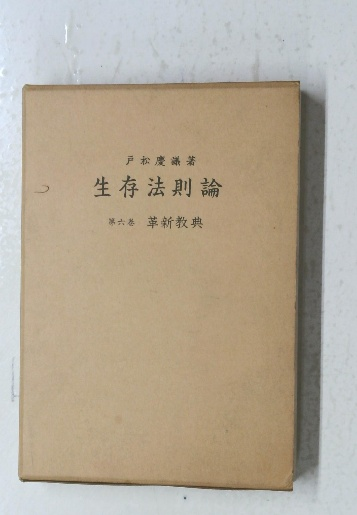 戸松慶議著
生存法則論
第六巻 革新教典